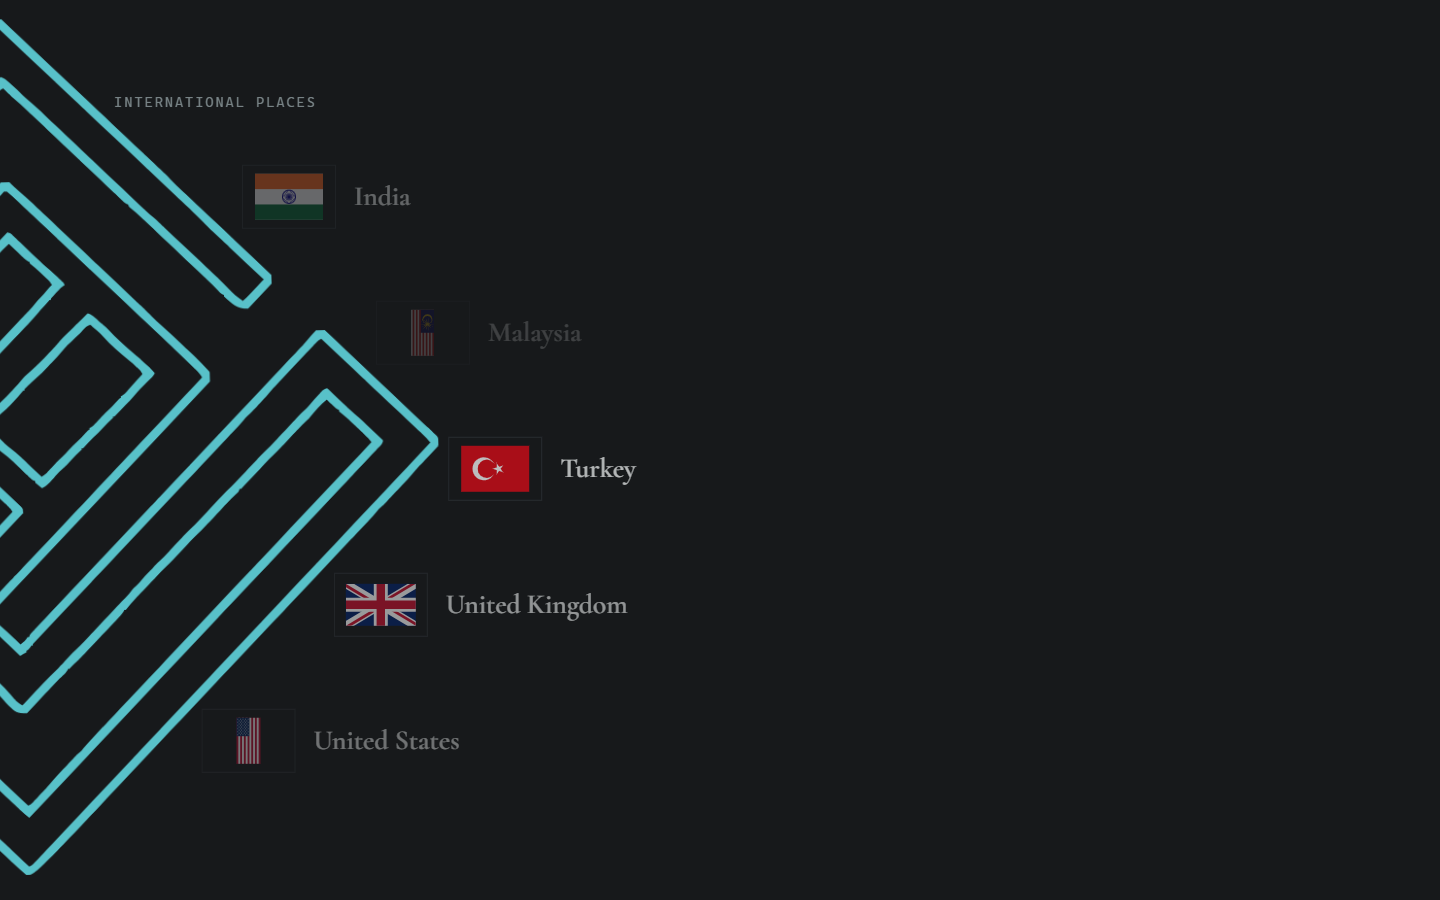 INTERNATIONAL PLACES
India
Malaysia
Turkey
United Kingdom
United States